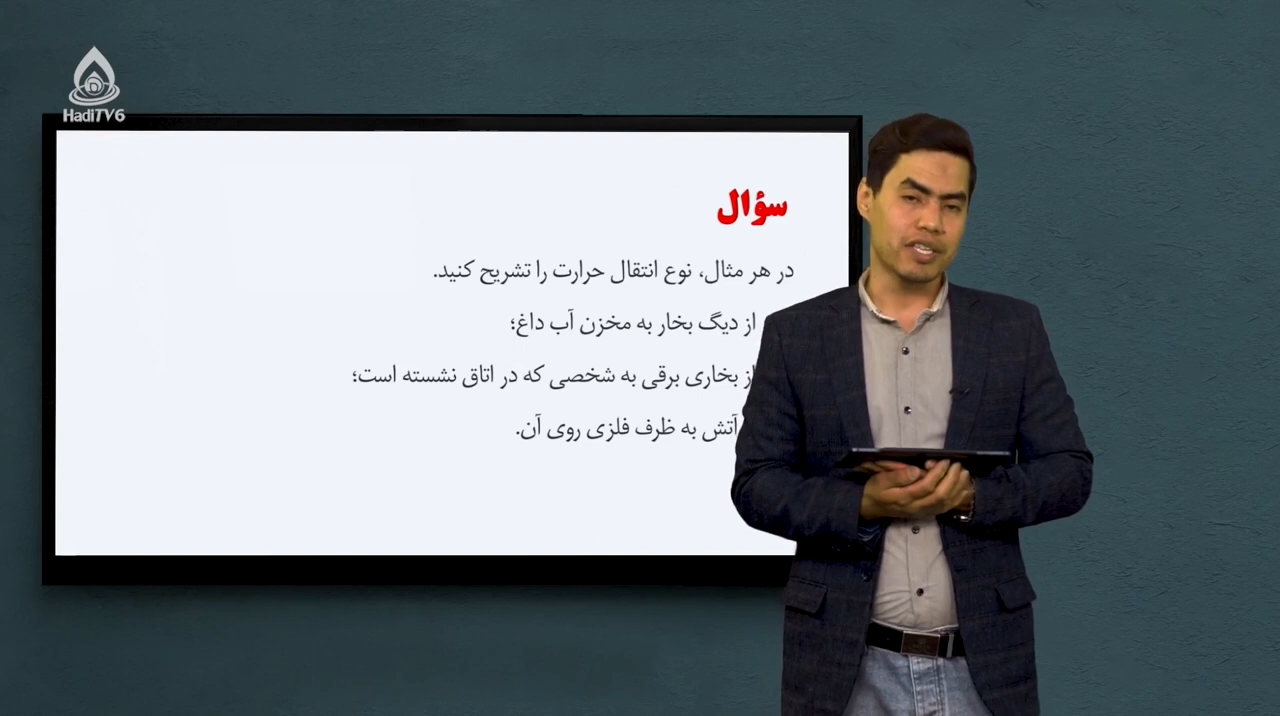 HadiTV6
سؤال
در هر مثال، نوع انتقال حرارت را تشریح کنید.
از دیگ بخار به مخزن آب داغ؛
از بخاری برقی به شخصی که در اتاق نشسته است؛
آتش به ظرف فلزی روی آن.